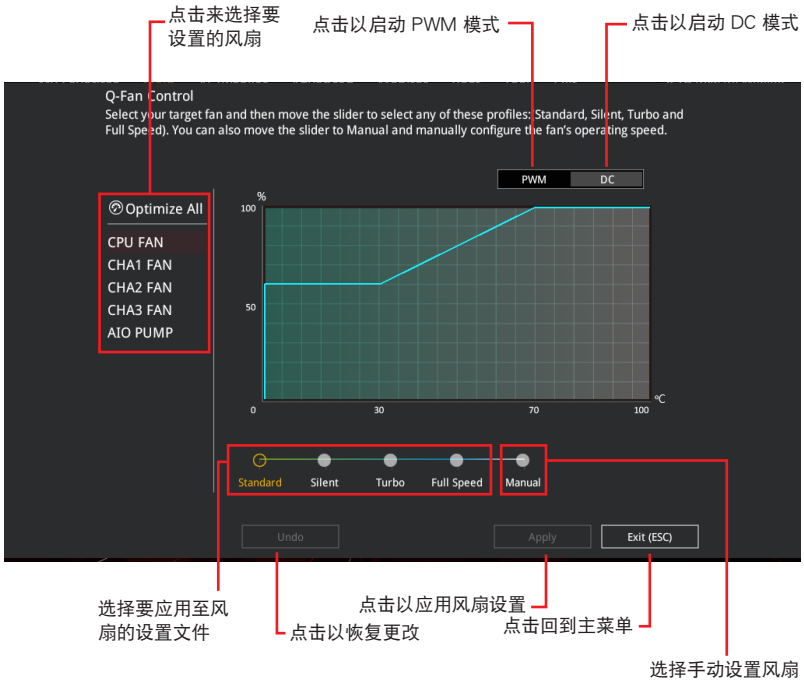 点击来选择要
设置的风扇
点击以启动 PWM 模式
点击以启动 DC 模式
Q-Fan Control
Select your target fan and then move the slider to select any of these profiles: Standard, Silent, Turbo and
Full Speed). You can also move the slider to Manual and manually configure the fan's operating speed.
PWM
DC
Optimize All
CPU FAN
CHA1 FAN
CHA2 FAN
CHA3 FAN
AIO PUMP
%
100
50
0
30
70
100
ºC
Standard
Silent
Turbo
Full Speed
Manual
Undo
Apply
Exit (ESC)
选择要应用至风
扇的设置文件
点击以恢复更改
点击以应用风扇设置
点击回到主菜单
选择手动设置风扇